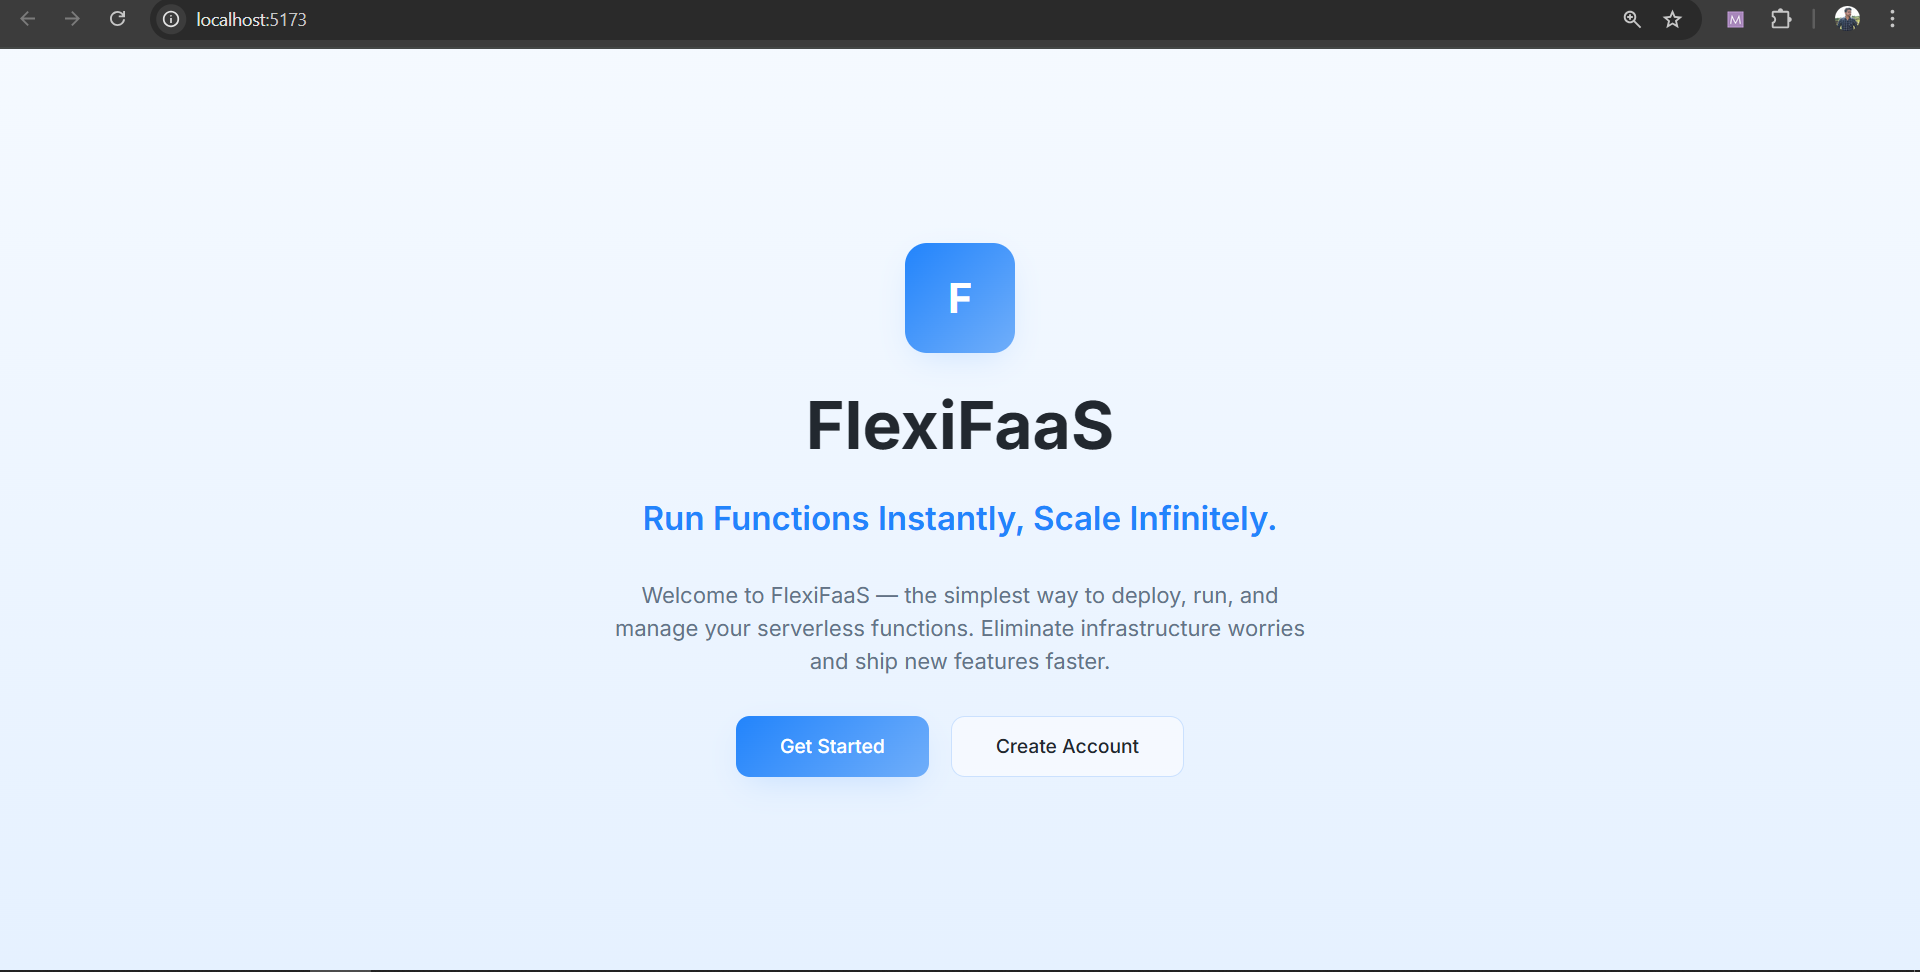 localhost:5173
M
F
FlexiFaaS
Run Functions Instantly, Scale Infinitely.
Welcome to FlexiFaaS — the simplest way to deploy, run, and
manage your serverless functions. Eliminate infrastructure worries
and ship new features faster.
Get Started
Create Account